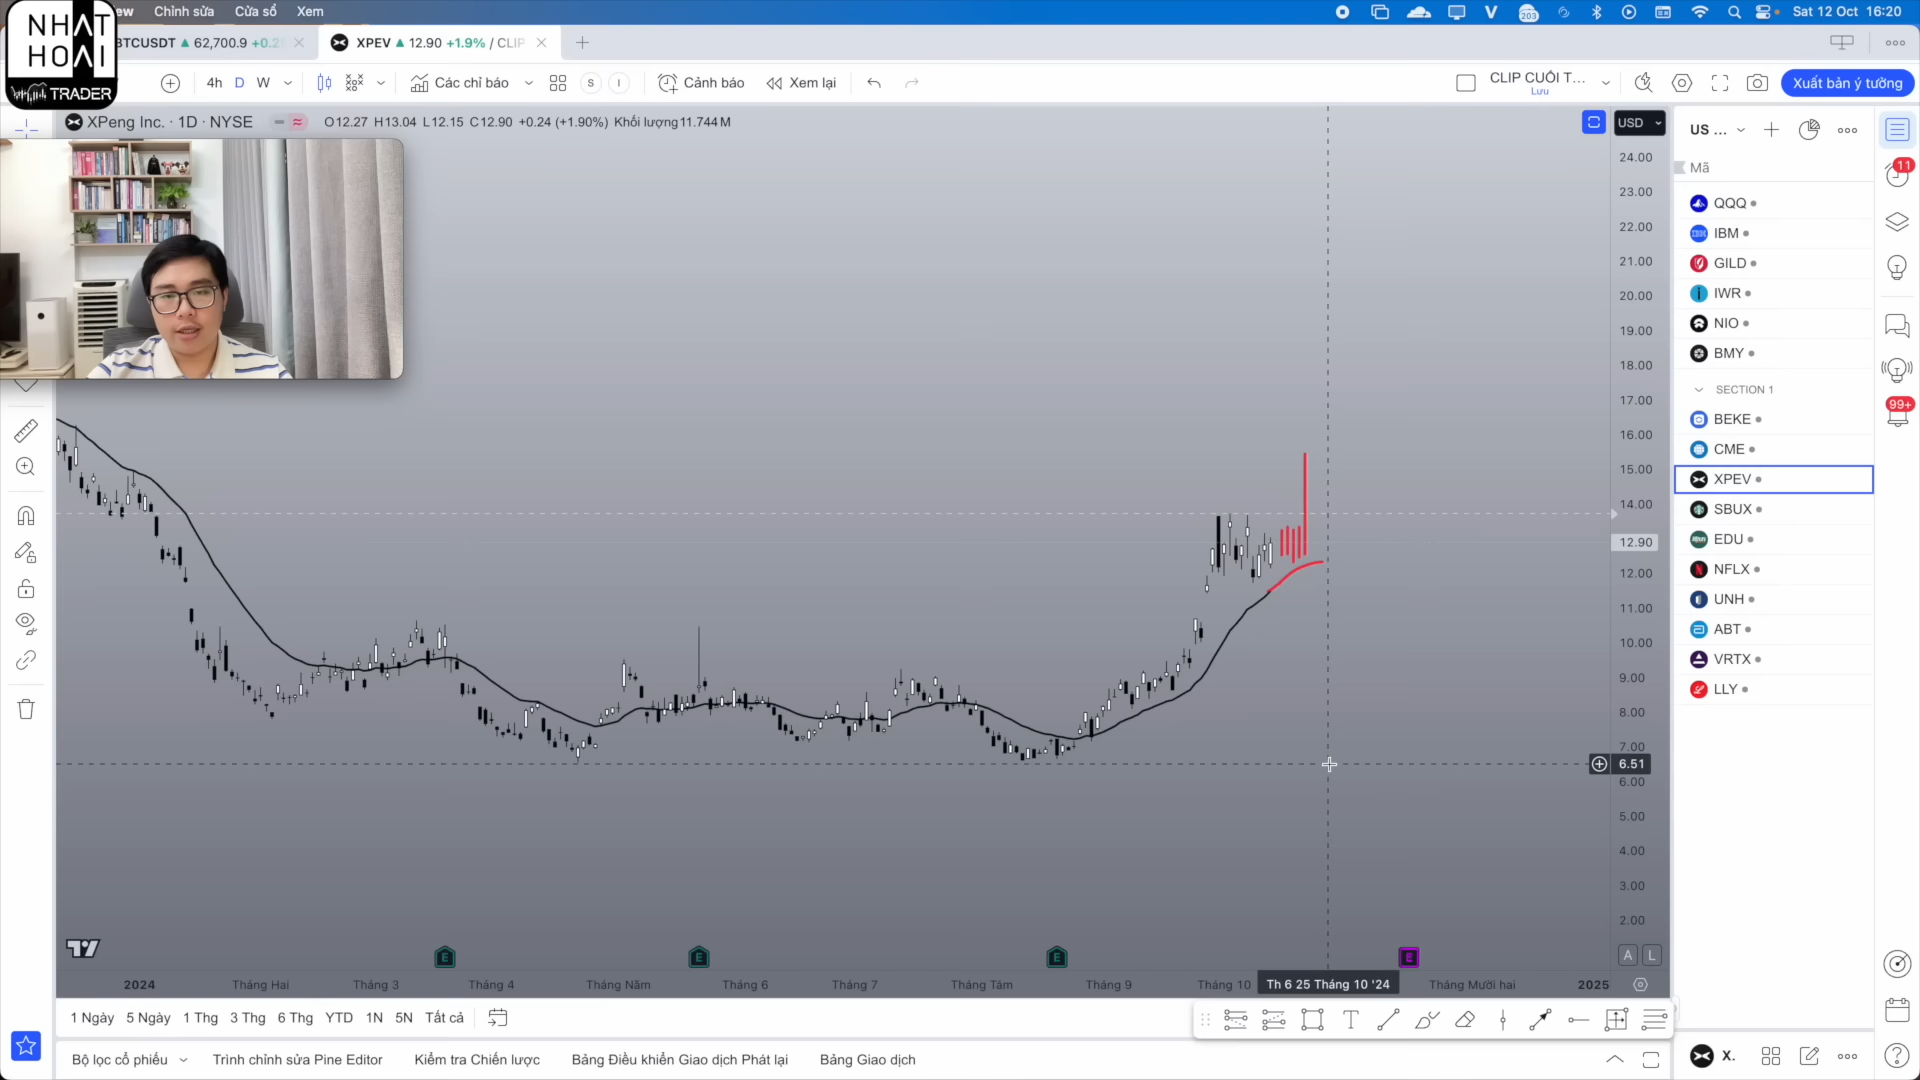 NHAT
HOAI
TRADER
ew Chỉnh sửa Cửa sổ Xem
203
Sat 12 Oct 16:20
BTCUSDT 62,700.9 +0.2
XPEV 12.90 +1.9% / CLIP
4h D W
Các chỉ báo
S I
Cảnh báo
Xem lại
CLIP CUỐI T...
Lưu
Xuất bản ý tưởng
XPeng Inc. · 1D · NYSE
O12.27 H13.04 L12.15 C12.90 +0.24 (+1.90%) Khối lượng 11.744 M
USD
24.00
23.00
22.00
21.00
20.00
19.00
18.00
17.00
16.00
15.00
14.00
12.90
12.00
11.00
10.00
9.00
8.00
7.00
6.51
6.00
5.00
4.00
3.00
2.00
A L
E E E E
2024 Tháng Hai Tháng 3 Tháng 4 Tháng Năm Tháng 6 Tháng 7 Tháng Tám Tháng 9 Tháng 10 Th 6 25 Tháng 10 '24 Tháng Mười hai 2025
1 Ngày 5 Ngày 1 Thg 3 Thg 6 Thg YTD 1N 5N Tất cả
T
Bộ lọc cổ phiếu Trình chỉnh sửa Pine Editor Kiểm tra Chiến lược Bảng Điều khiển Giao dịch Phát lại Bảng Giao dịch
US ...
Mã
QQQ
IBM
GILD
IWR
NIO
BMY
SECTION 1
BEKE
CME
XPEV
SBUX
EDU
NFLX
UNH
ABT
VRTX
LLY
X.
11
99+